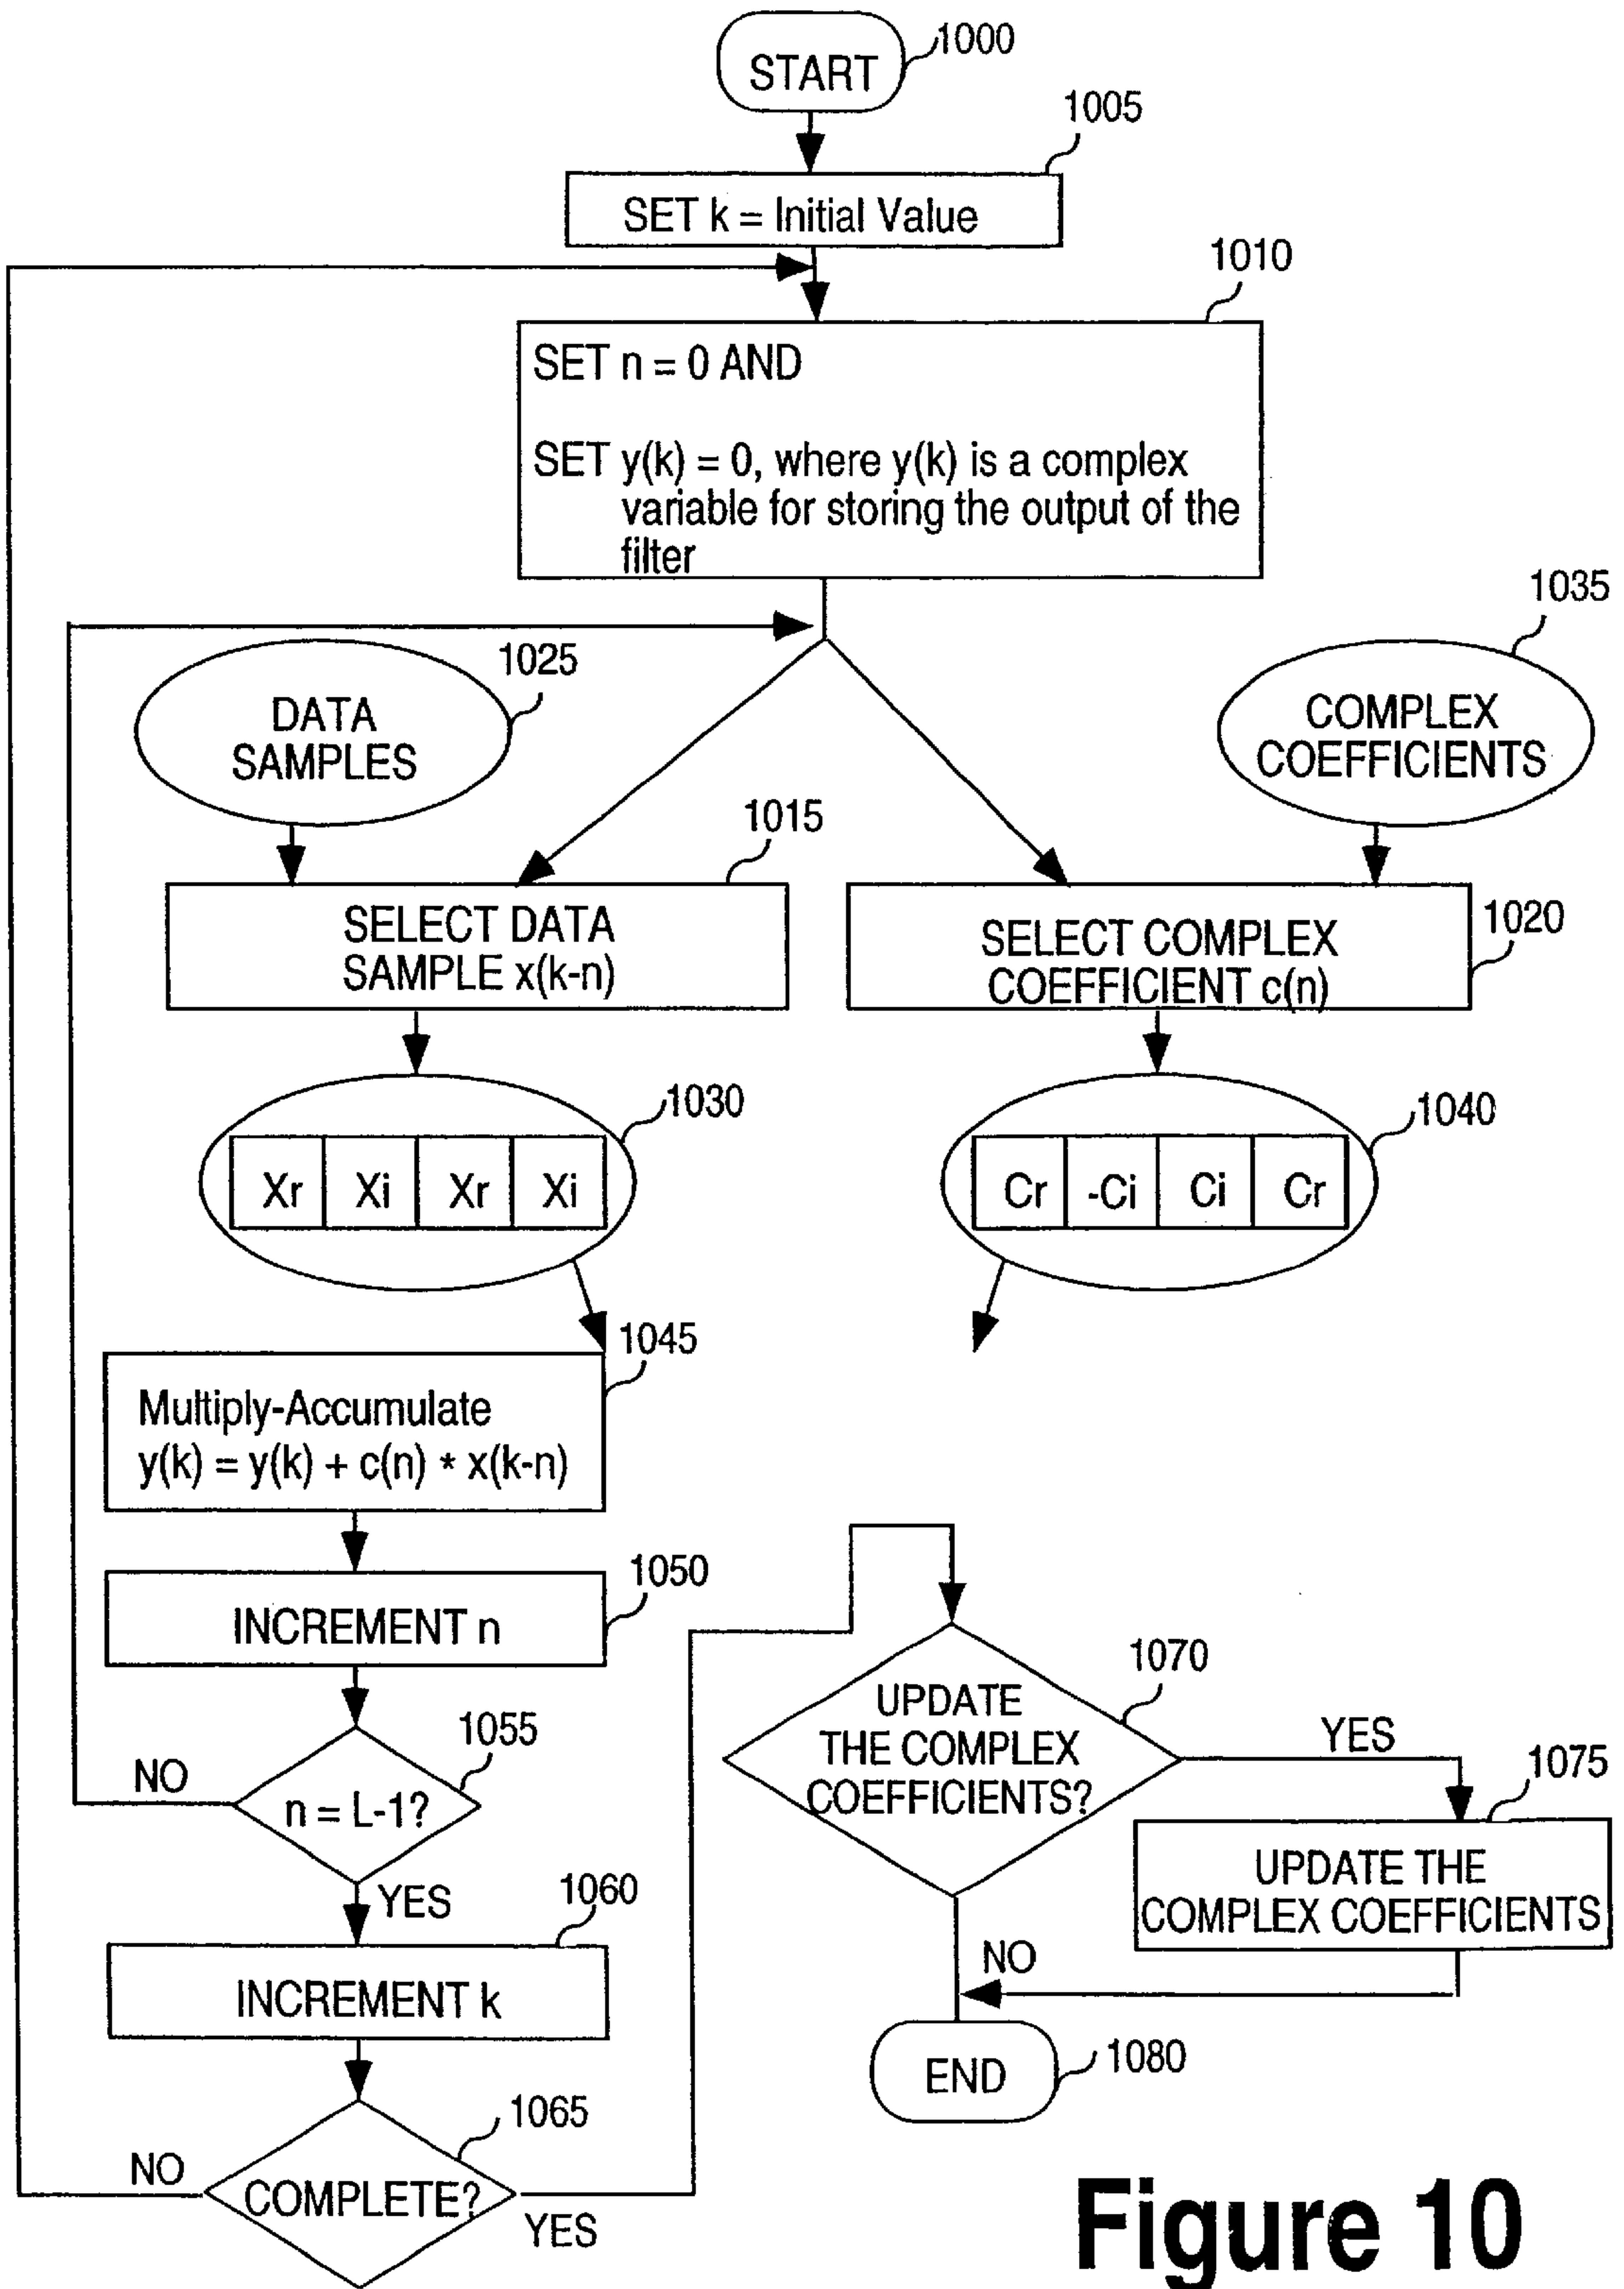 START
1000
1005
SET k = Initial Value
1010
SET n = 0 AND
SET y(k) = 0, where y(k) is a complex
variable for storing the output of the
filter
1025
DATA
SAMPLES
1035
COMPLEX
COEFFICIENTS
1015
SELECT DATA
SAMPLE x(k-n)
1020
SELECT COMPLEX
COEFFICIENT c(n)
1030
Xr Xi Xr Xi
1040
Cr -Ci Ci Cr
1045
Multiply-Accumulate
y(k) = y(k) + c(n) * x(k-n)
1050
INCREMENT n
1055
NO
n = L-1?
YES
1060
INCREMENT k
1065
NO
COMPLETE?
YES
1070
UPDATE
THE COMPLEX
COEFFICIENTS?
YES
1075
UPDATE THE
COMPLEX COEFFICIENTS
NO
END
1080
Figure 10